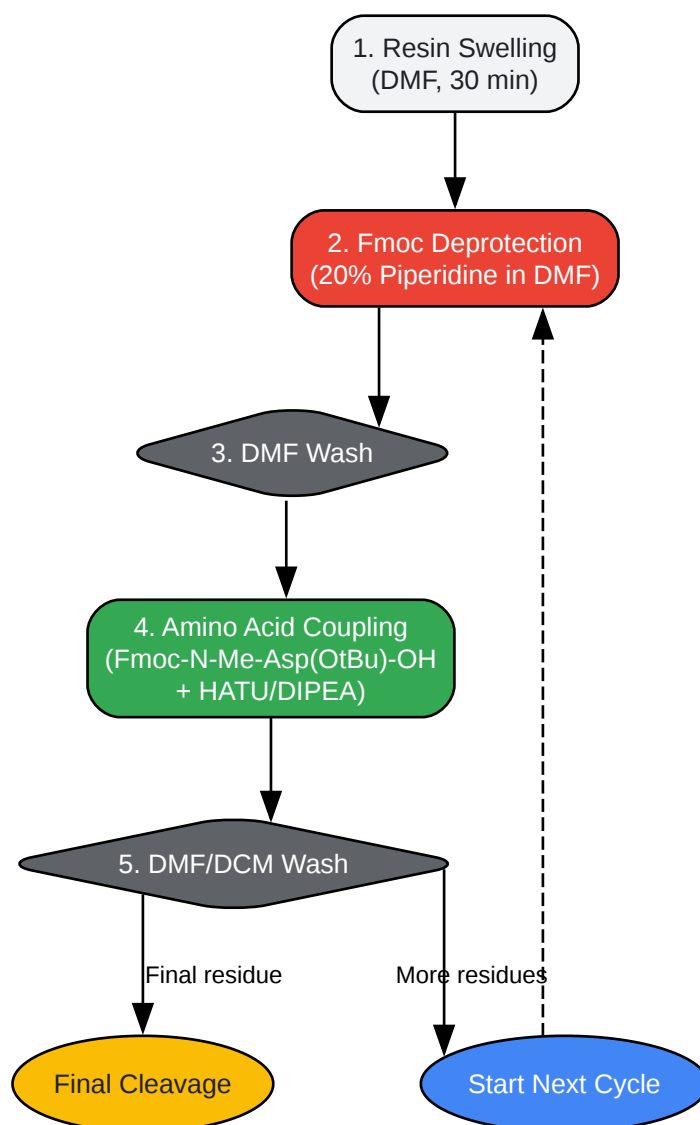 1. Resin Swelling
(DMF, 30 min)
2. Fmoc Deprotection
(20% Piperidine in DMF)
3. DMF Wash
4. Amino Acid Coupling
(Fmoc-N-Me-Asp(OtBu)-OH
+ HATU/DIPEA)
5. DMF/DCM Wash
Final residue
More residues
Final Cleavage
Start Next Cycle